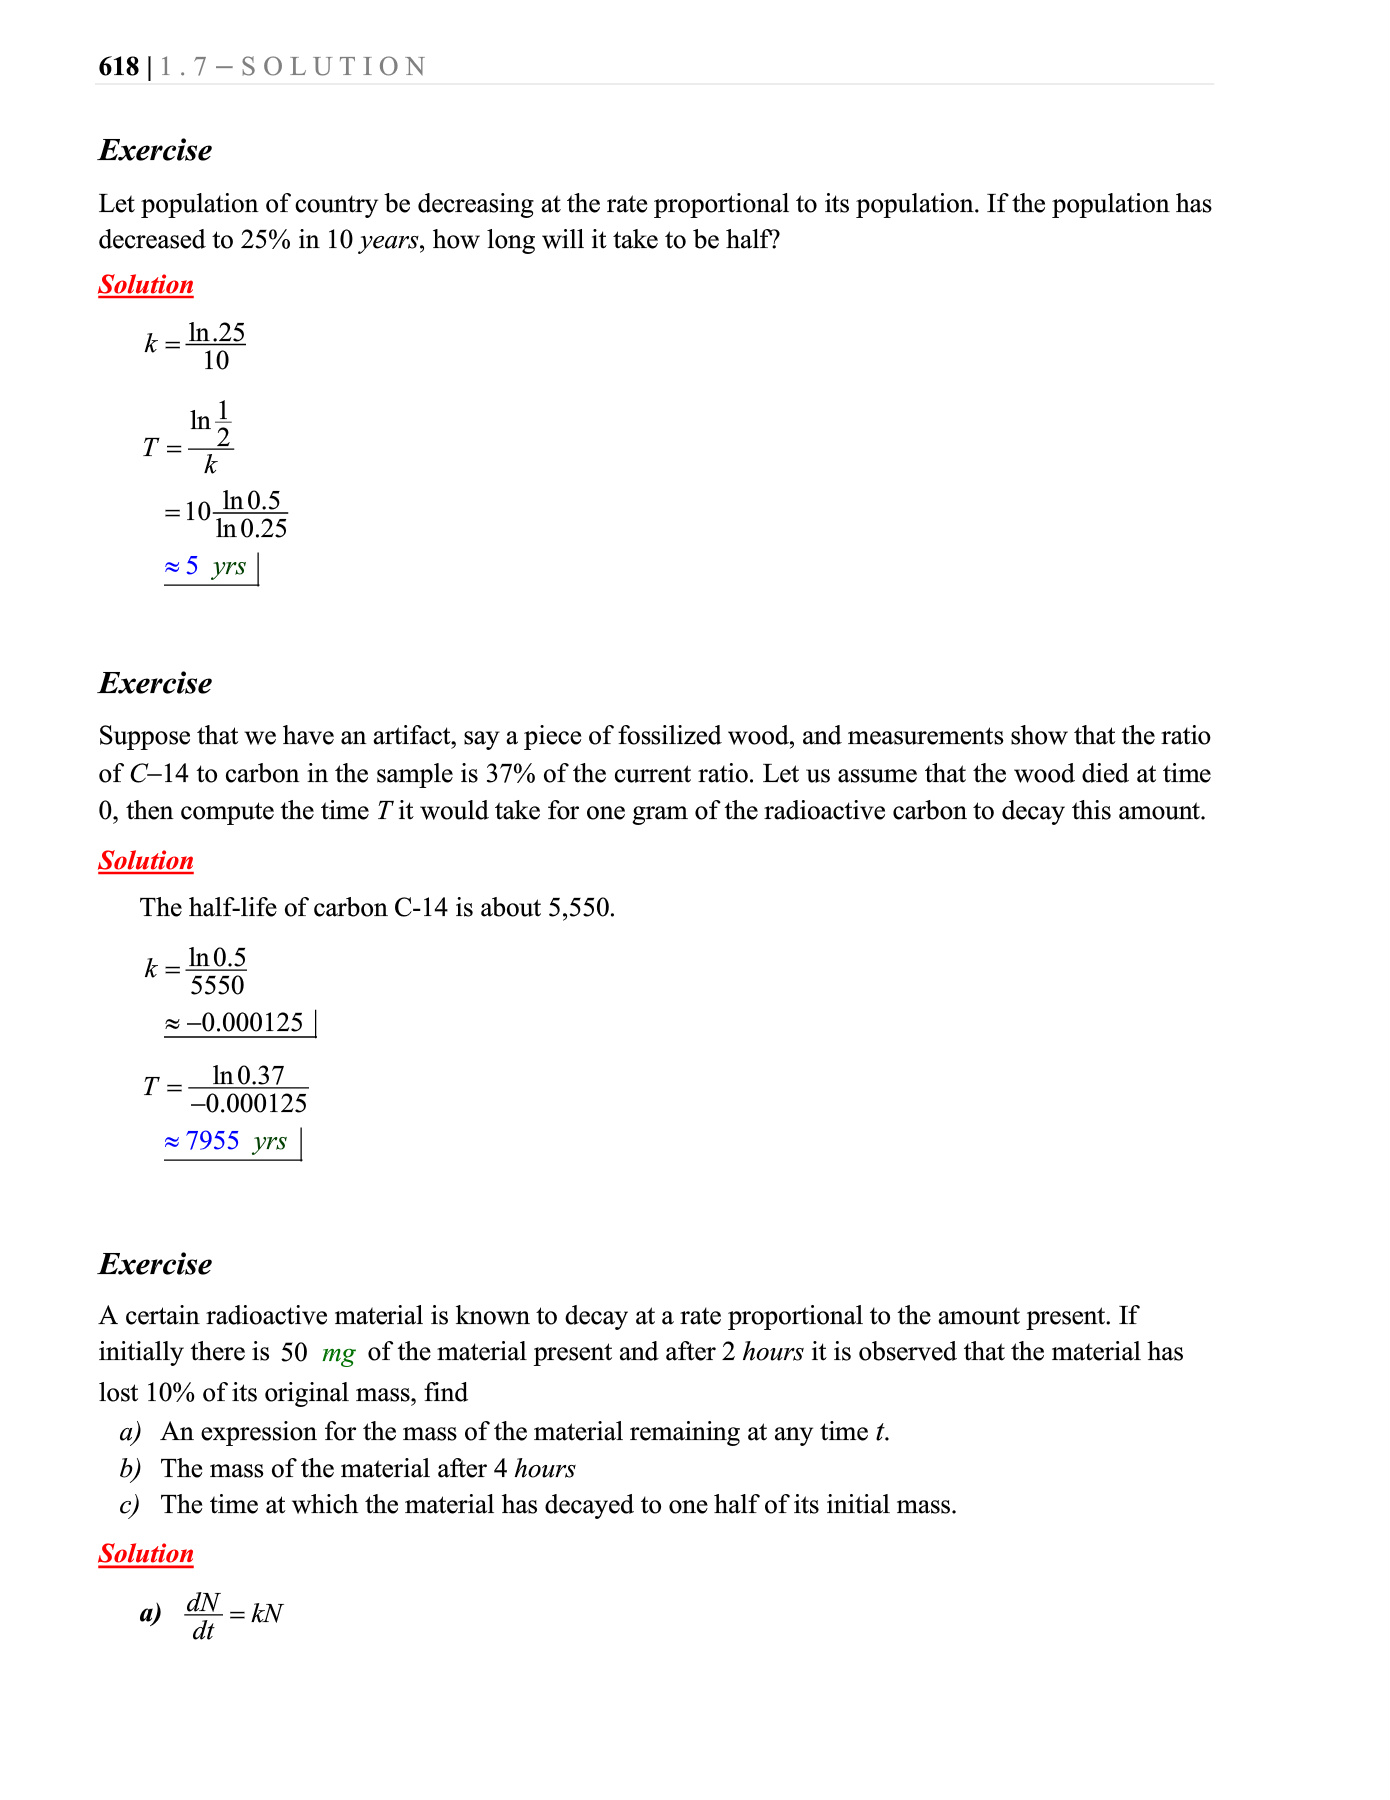 618 | 1 . 7 – S O L U T I O N
Exercise
Let population of country be decreasing at the rate proportional to its population. If the population has
decreased to 25% in 10 years, how long will it take to be half?
Solution
k = ln .25 / 10
T = ln 1/2 / k
= 10 ln 0.5 / ln 0.25
≈ 5 yrs
Exercise
Suppose that we have an artifact, say a piece of fossilized wood, and measurements show that the ratio
of C–14 to carbon in the sample is 37% of the current ratio. Let us assume that the wood died at time
0, then compute the time T it would take for one gram of the radioactive carbon to decay this amount.
Solution
The half-life of carbon C-14 is about 5,550.
k = ln 0.5 / 5550
≈ –0.000125
T = ln 0.37 / –0.000125
≈ 7955 yrs
Exercise
A certain radioactive material is known to decay at a rate proportional to the amount present. If
initially there is 50 mg of the material present and after 2 hours it is observed that the material has
lost 10% of its original mass, find
a) An expression for the mass of the material remaining at any time t.
b) The mass of the material after 4 hours
c) The time at which the material has decayed to one half of its initial mass.
Solution
a) dN / dt = kN